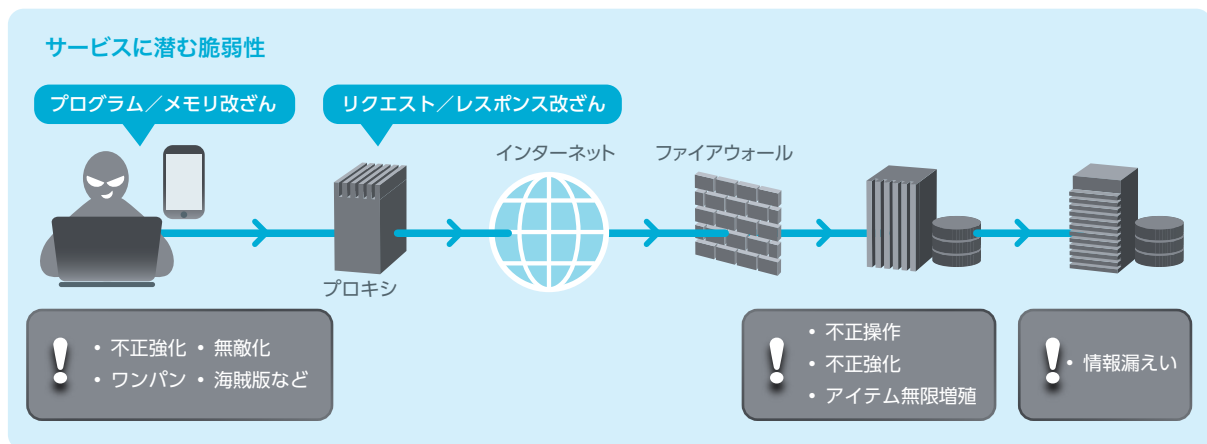 サービスに潜む脆弱性
プログラム／メモリ改ざん
リクエスト／レスポンス改ざん
インターネット
ファイアウォール
プロキシ
・ 不正強化 ・ 無敵化
・ ワンパン ・ 海賊版など
・ 不正操作
・ 不正強化
・ アイテム無限増殖
・ 情報漏えい